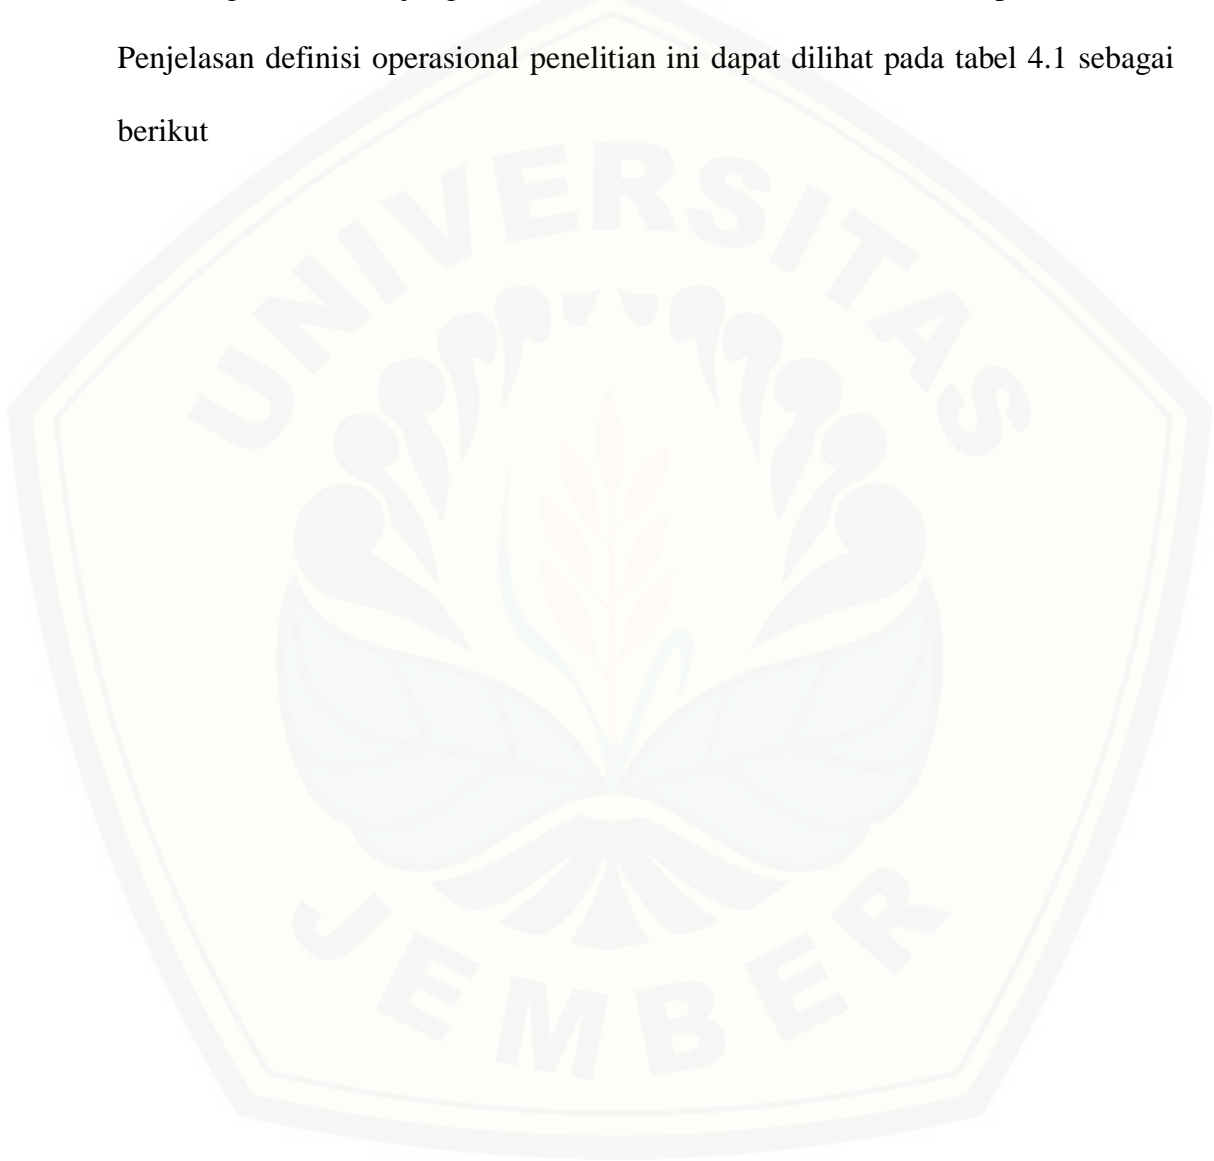 Penjelasan definisi operasional penelitian ini dapat dilihat pada tabel 4.1 sebagai
berikut
UNIVERSITAS
JEMBER